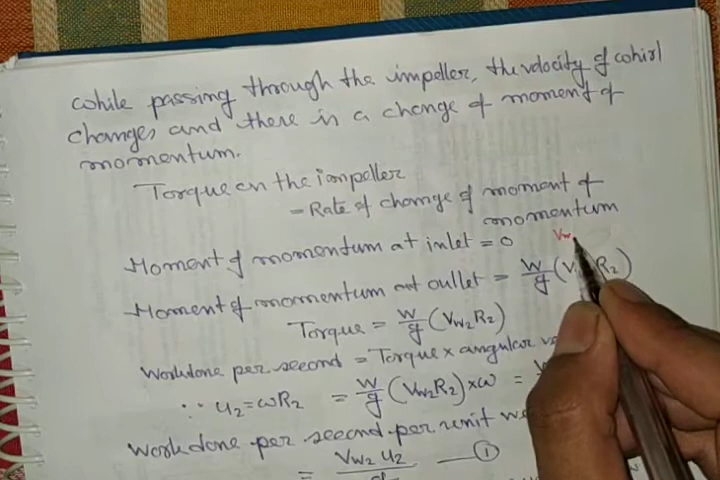 While passing through the impeller, the velocity of whirl
changes and there is a change of moment of
momentum.
Torque on the impeller
= Rate of change of moment of
momentum
Moment of momentum at inlet = 0
Moment of momentum at outlet = W/g (V R₂)
Torque = W/g (Vw₂ R₂)
Workdone per second = Torque × angular
∵ u₂ = ωR₂ = W/g (Vw₂ R₂) × ω =
Workdone per second per unit
= Vw₂ u₂ — ①